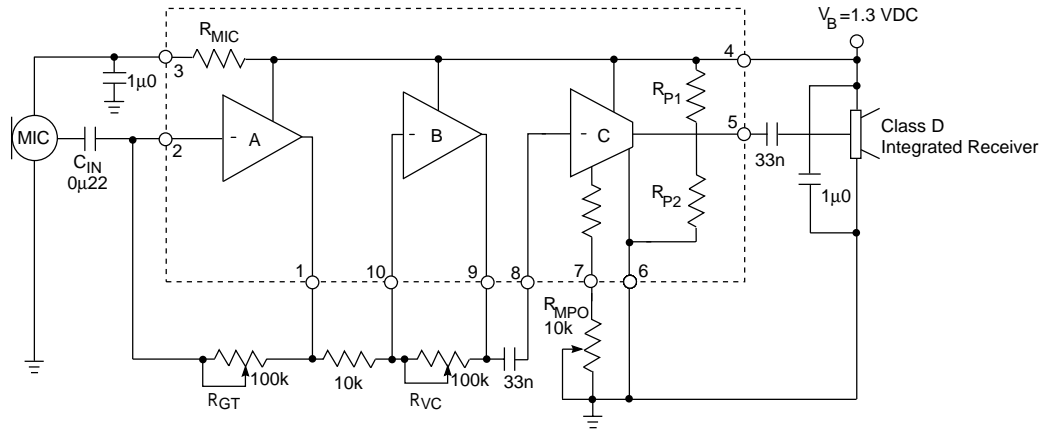 V_B =1.3 VDC
R_MIC
4
3
1µ0
R_P1
A
B
C
5
-
-
-
MIC
2
33n
Class D
Integrated Receiver
C_IN
0µ22
R_P2
1µ0
1
10
9
8
7
6
R_MPO
10k
100k
10k
100k
33n
R_GT
R_VC